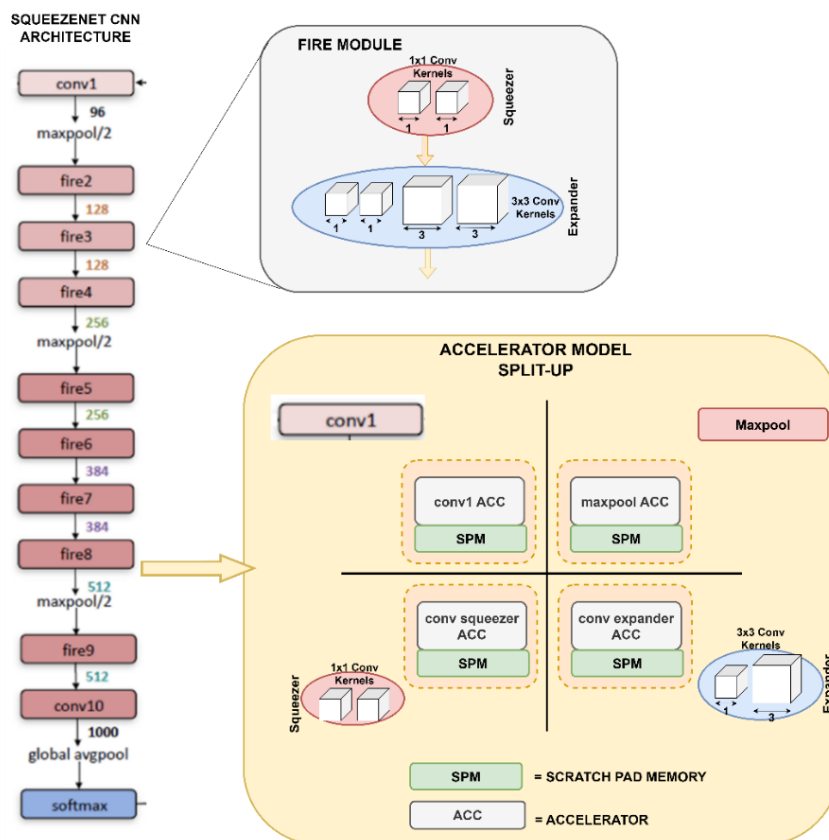 SQUEEZENET CNN
ARCHITECTURE
conv1
96
maxpool/2
fire2
128
fire3
128
fire4
256
maxpool/2
fire5
256
fire6
384
fire7
384
fire8
512
maxpool/2
fire9
512
conv10
1000
global avgpool
softmax
FIRE MODULE
1x1 Conv
Kernels
1 1
Squeezer
1 1 3 3
3x3 Conv
Kernels
Expander
ACCELERATOR MODEL
SPLIT-UP
conv1
Maxpool
conv1 ACC
SPM
maxpool ACC
SPM
conv squeezer
ACC
SPM
conv expander
ACC
SPM
1x1 Conv
Kernels
Squeezer
3x3 Conv
Kernels
1 3
Expander
SPM = SCRATCH PAD MEMORY
ACC = ACCELERATOR